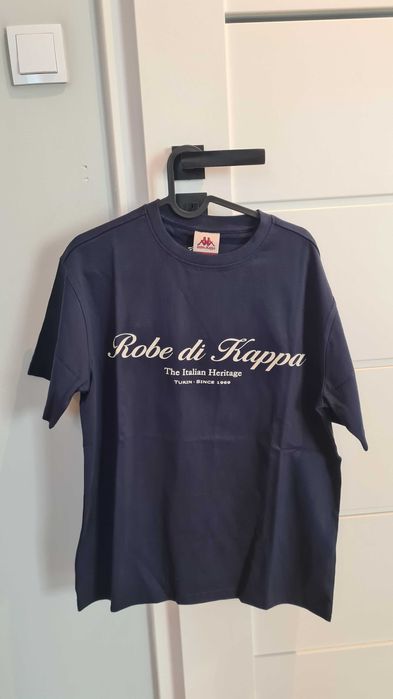 Robe di Kappa
The Italian Heritage
TURIN · SINCE 1969